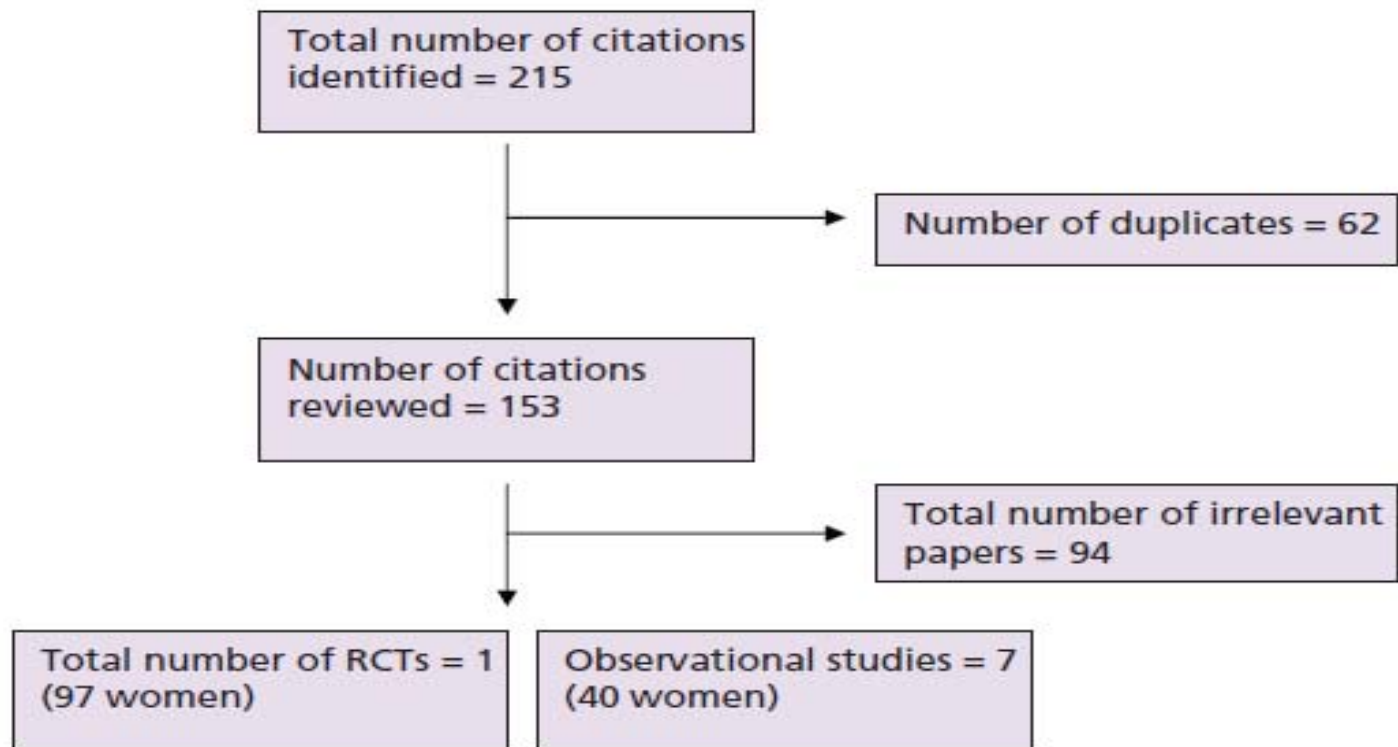 Total number of citations
identified = 215
Number of duplicates = 62
Number of citations
reviewed = 153
Total number of irrelevant
papers = 94
Total number of RCTs = 1
(97 women)
Observational studies = 7
(40 women)